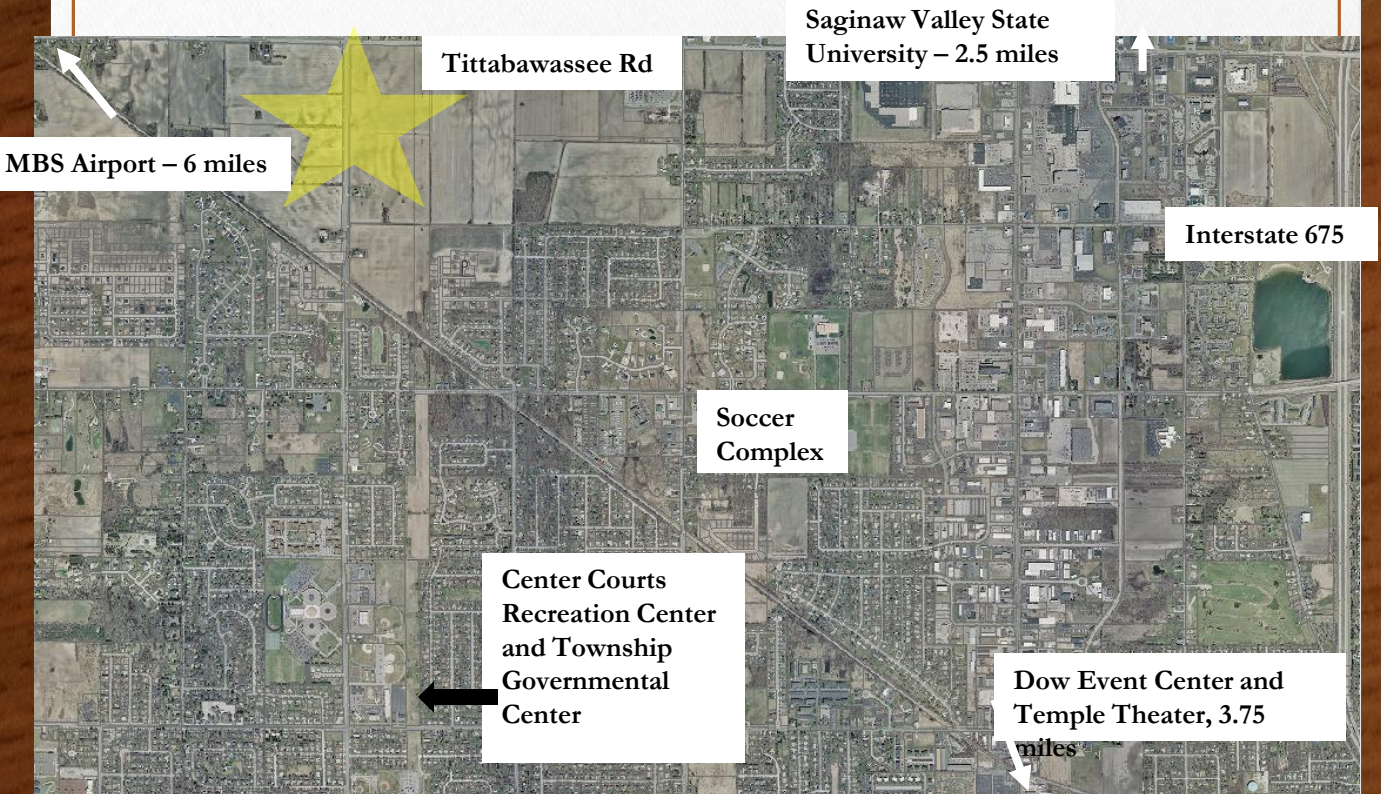 Saginaw Valley State
University – 2.5 miles
Tittabawassee Rd
MBS Airport – 6 miles
Interstate 675
Soccer
Complex
Center Courts
Recreation Center
and Township
Governmental
Center
Dow Event Center and
Temple Theater, 3.75
miles